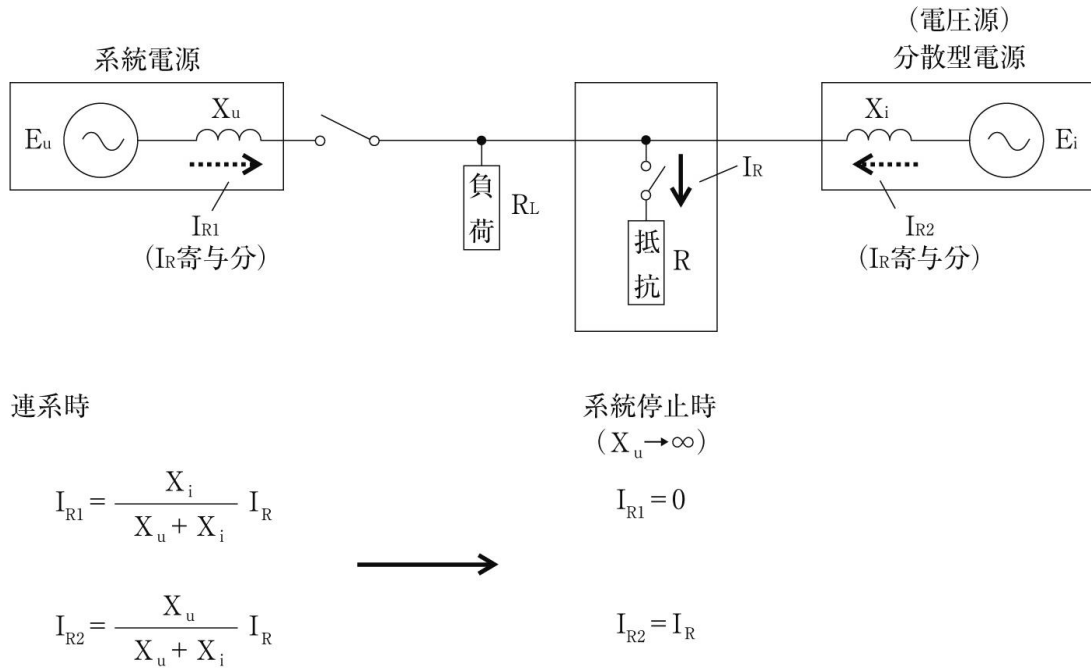 (電圧源)
系統電源
分散型電源
Eu
Xu
Xi
Ei
IR1
(IR寄与分)
負荷
RL
IR
抵抗
R
IR2
(IR寄与分)
連系時
系統停止時
(Xu→∞)
IR1 = Xi / (Xu + Xi) IR
IR1 = 0
IR2 = Xu / (Xu + Xi) IR
IR2 = IR